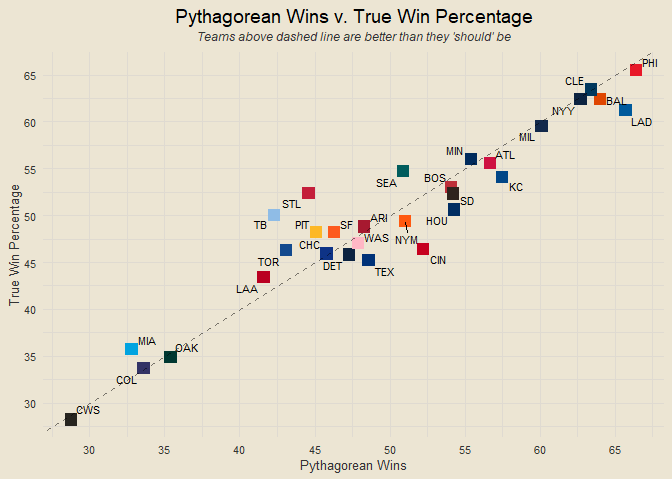 Pythagorean Wins v. True Win Percentage
Teams above dashed line are better than they 'should' be
True Win Percentage
65
60
55
50
45
40
35
30
PHI
CLE
BAL
NYY
LAD
MIL
MIN
ATL
SEA
BOS
KC
SD
STL
HOU
TB
PIT
SF
ARI
WAS
NYM
CHC
TOR
DET
TEX
CIN
LAA
MIA
OAK
COL
CWS
30
35
40
45
50
55
60
65
Pythagorean Wins